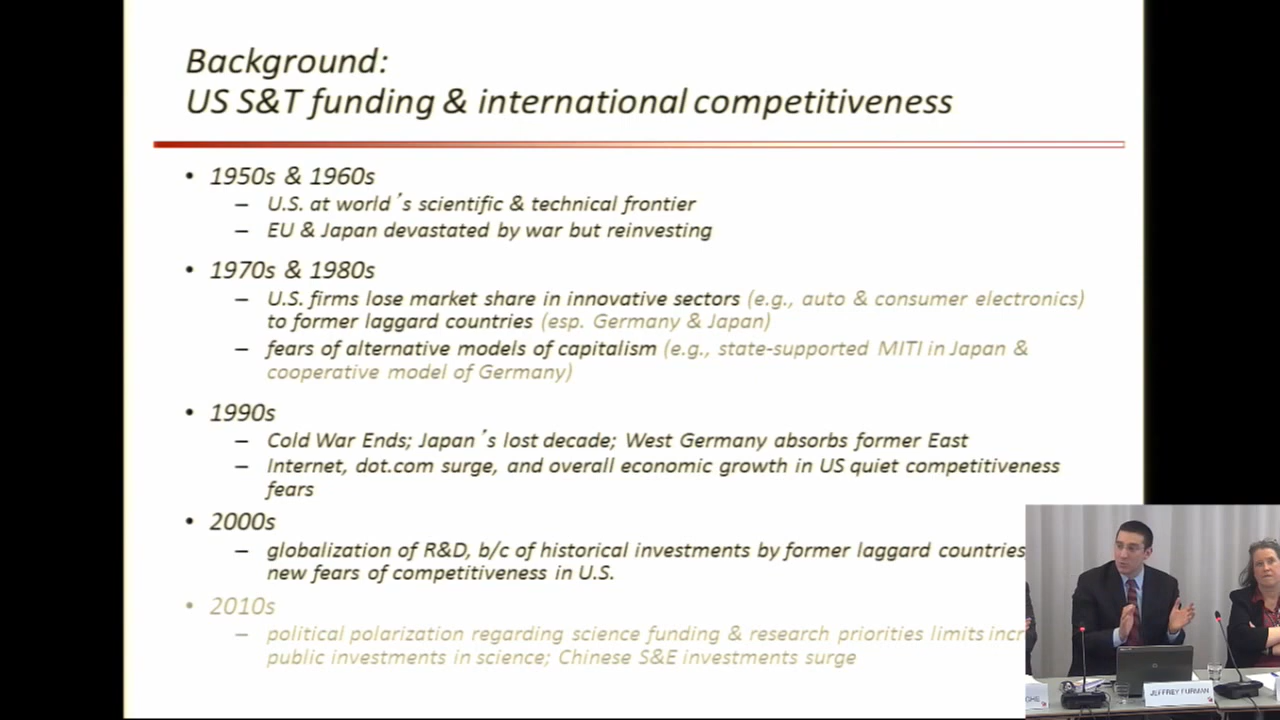 Background:
US S&T funding & international competitiveness
• 1950s & 1960s
– U.S. at world´s scientific & technical frontier
– EU & Japan devastated by war but reinvesting
• 1970s & 1980s
– U.S. firms lose market share in innovative sectors (e.g., auto & consumer electronics)
to former laggard countries (esp. Germany & Japan)
– fears of alternative models of capitalism (e.g., state-supported MITI in Japan &
cooperative model of Germany)
• 1990s
– Cold War Ends; Japan´s lost decade; West Germany absorbs former East
– Internet, dot.com surge, and overall economic growth in US quiet competitiveness
fears
• 2000s
– globalization of R&D, b/c of historical investments by former laggard countries
new fears of competitiveness in U.S.
• 2010s
– political polarization regarding science funding & research priorities limits incr
public investments in science; Chinese S&E investments surge
JEFFREY FURMAN